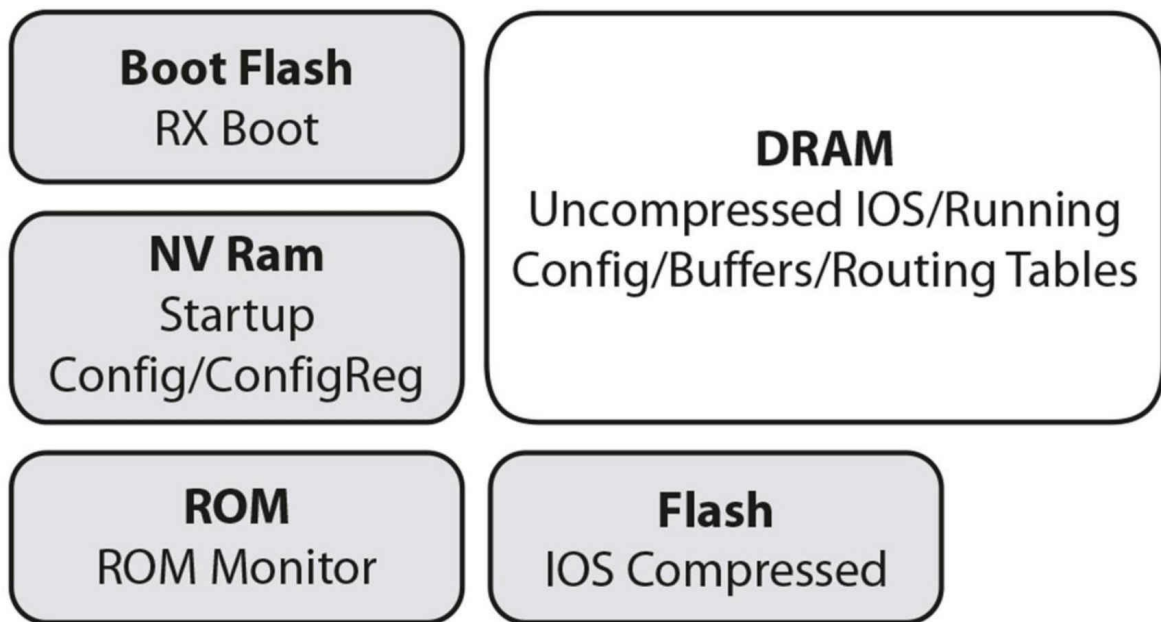 Boot Flash
RX Boot
NV Ram
Startup
Config/ConfigReg
ROM
ROM Monitor
DRAM
Uncompressed IOS/Running
Config/Buffers/Routing Tables
Flash
IOS Compressed